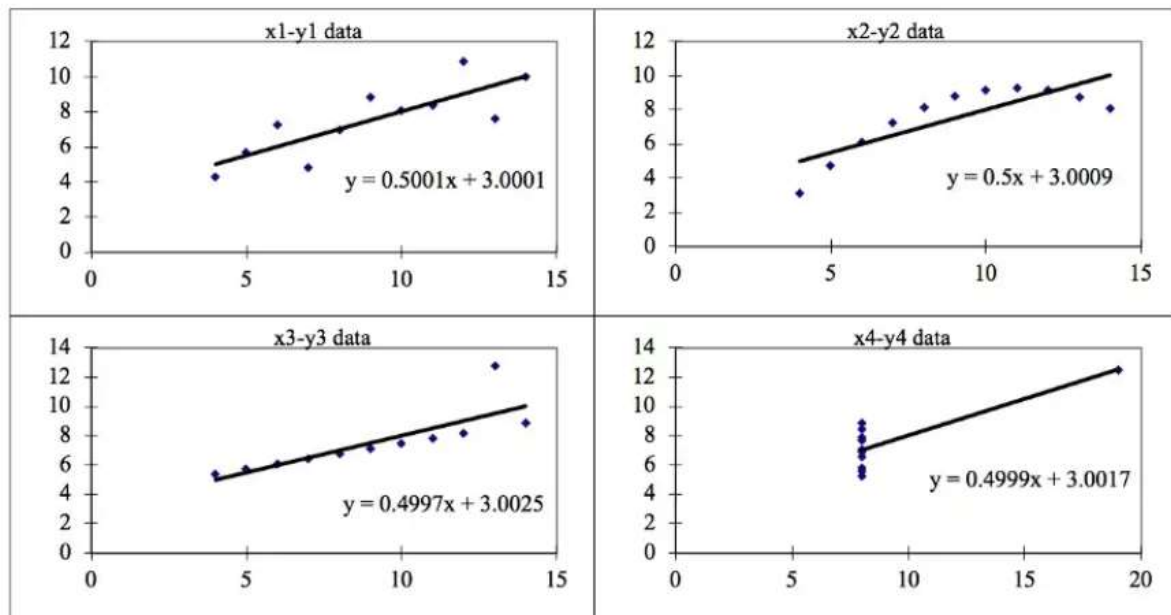 x1-y1 data
12
10
8
6
4
2
0
y = 0.5001x + 3.0001
0 5 10 15
x2-y2 data
12
10
8
6
4
2
0
y = 0.5x + 3.0009
0 5 10 15
x3-y3 data
14
12
10
8
6
4
2
0
y = 0.4997x + 3.0025
0 5 10 15
x4-y4 data
14
12
10
8
6
4
2
0
y = 0.4999x + 3.0017
0 5 10 15 20